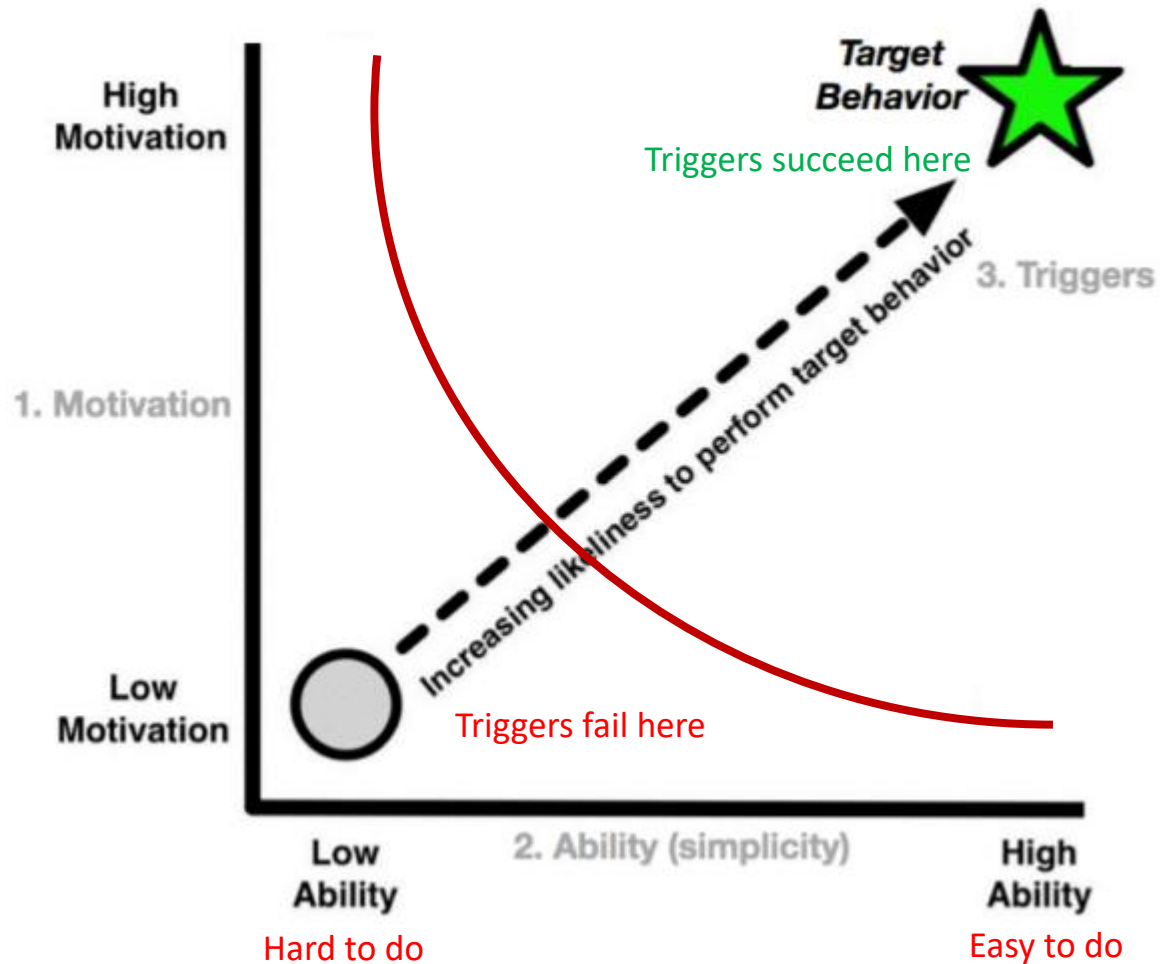 Target
Behavior
High
Motivation
Triggers succeed here
3. Triggers
Increasing likeliness to perform target behavior
1. Motivation
Low
Motivation
Triggers fail here
Low
Ability
2. Ability (simplicity)
High
Ability
Hard to do
Easy to do